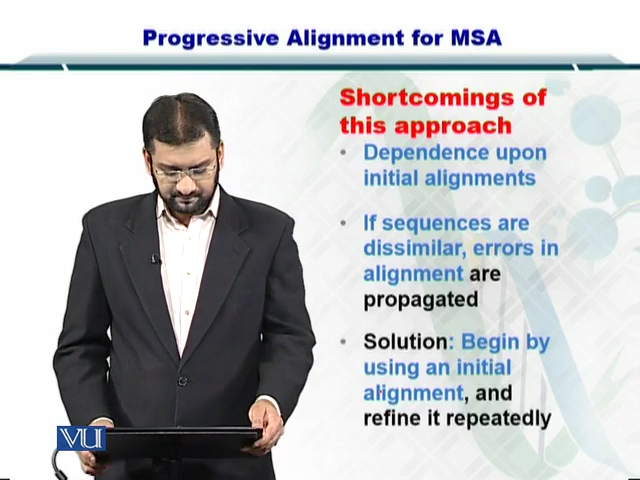 Progressive Alignment for MSA
Shortcomings of
this approach
• Dependence upon
initial alignments
• If sequences are
dissimilar, errors in
alignment are
propagated
• Solution: Begin by
using an initial
alignment, and
refine it repeatedly
VU